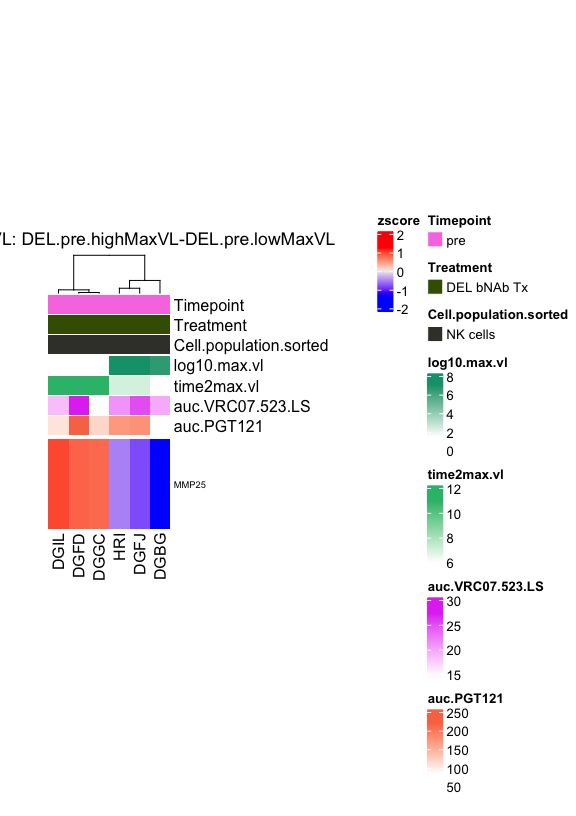 /L: DEL.pre.highMaxVL-DEL.pre.lowMaxVL
Timepoint
Treatment
Cell.population.sorted
log10.max.vl
time2max.vl
auc.VRC07.523.LS
auc.PGT121
MMP25
DGIL
DGFD
DGGC
HRI
DGFJ
DGBG
zscore
2
1
0
-1
-2
Timepoint
pre
Treatment
DEL bNAb Tx
Cell.population.sorted
NK cells
log10.max.vl
8
6
4
2
0
time2max.vl
12
10
8
6
auc.VRC07.523.LS
30
25
20
15
auc.PGT121
250
200
150
100
50